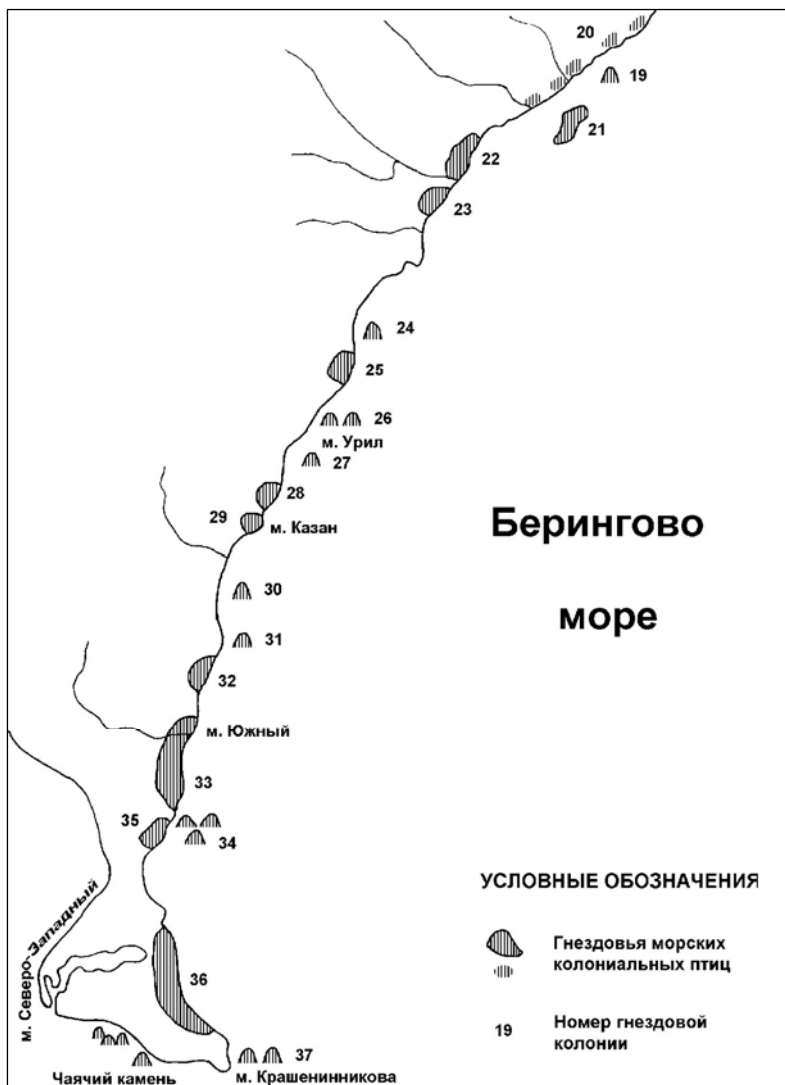 20
19
21
22
23
24
25
26
м. Урил
27
28
29
м. Казан
Берингово
море
30
31
32
м. Южный
33
35
34
м. Северо-Западный
36
37
Чаячий камень
м. Крашенинникова
УСЛОВНЫЕ ОБОЗНАЧЕНИЯ
Гнездовья морских
колониальных птиц
19
Номер гнездовой
колонии